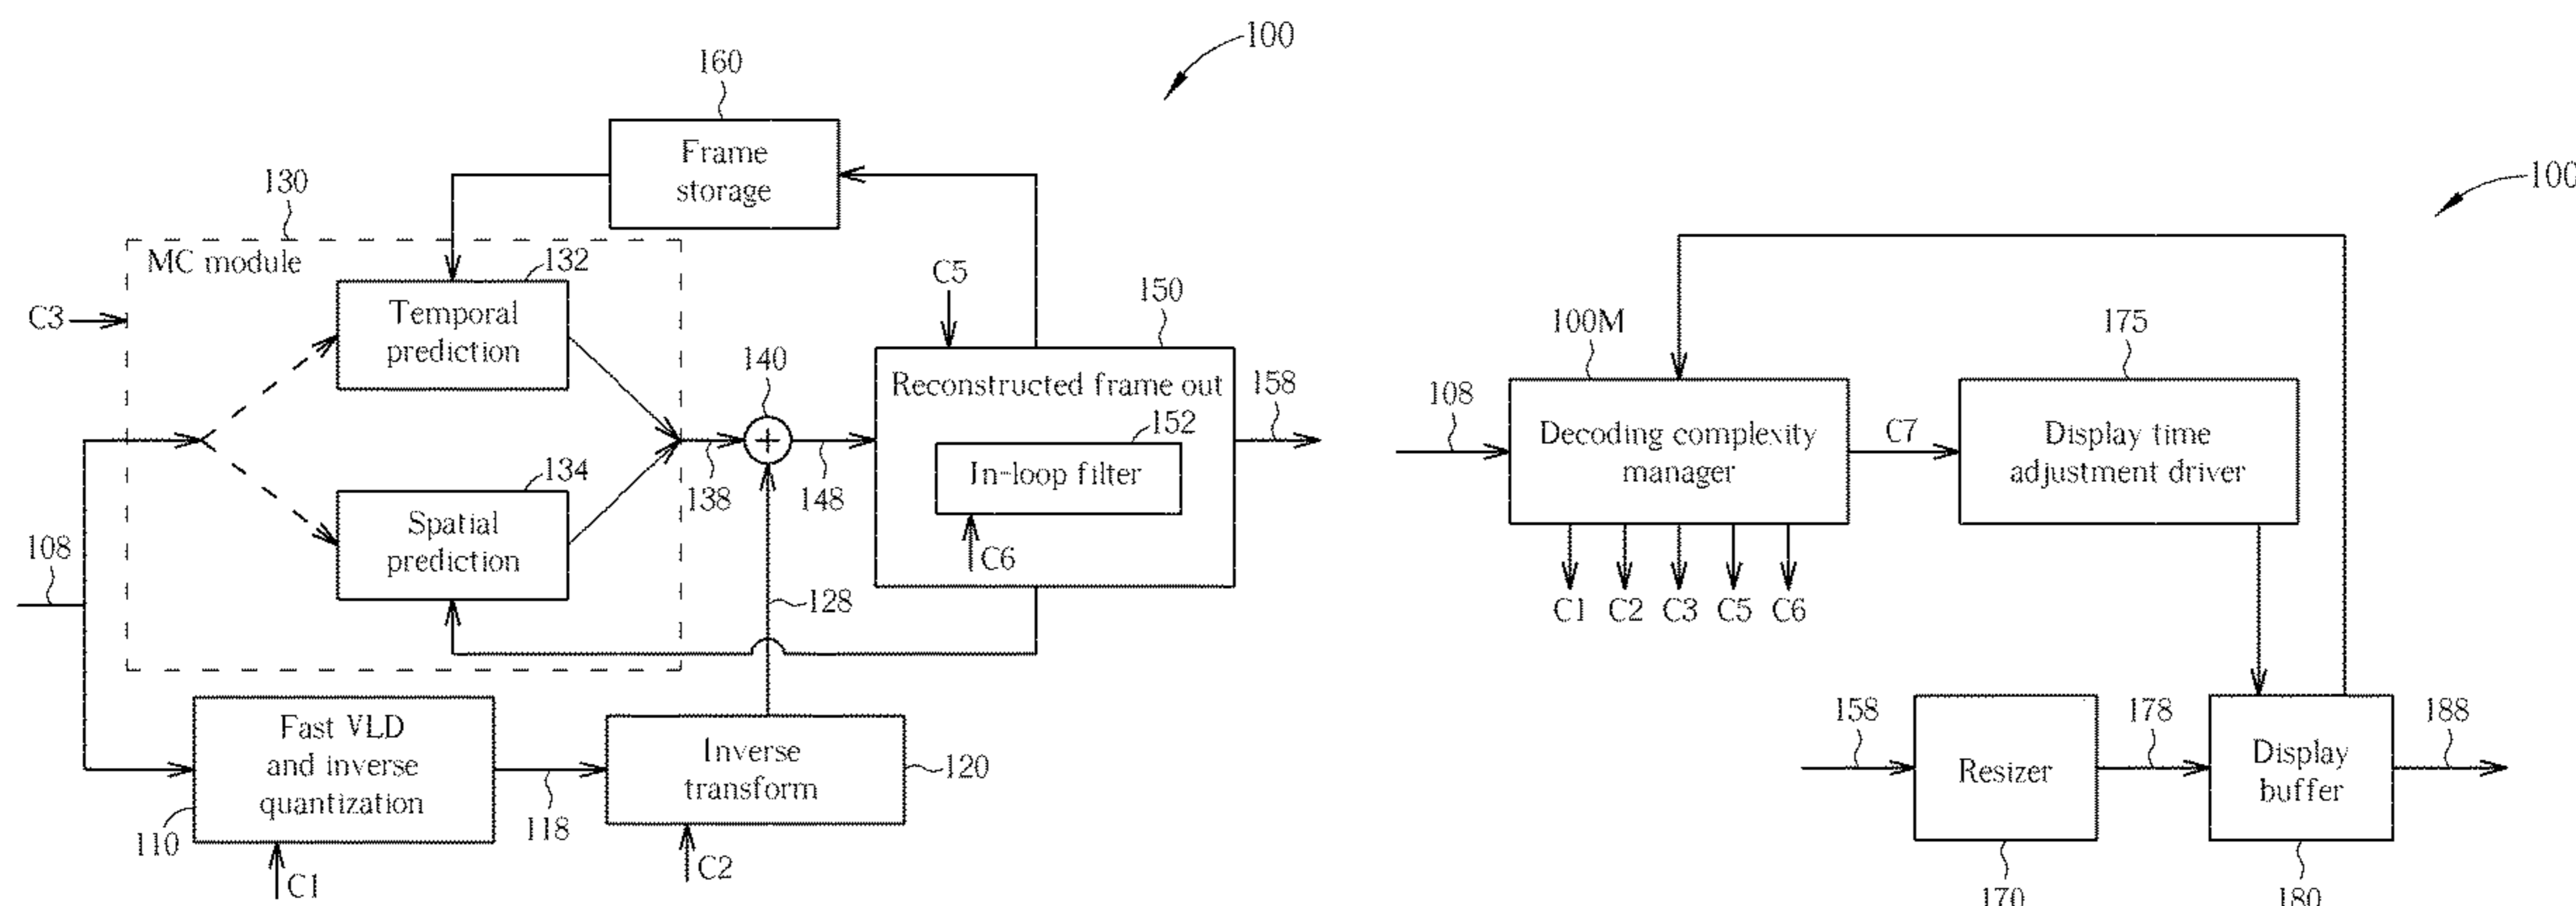 100
160
Frame
storage
130
MC module
132
Temporal
prediction
C3
C5
150
Reconstructed frame out
152
In-loop filter
C6
158
140
+
138
148
134
Spatial
prediction
108
128
Fast VLD
and inverse
quantization
110
C1
118
Inverse
transform
120
C2
100
100M
108
Decoding complexity
manager
C7
175
Display time
adjustment driver
C1 C2 C3 C5 C6
158
Resizer
170
178
Display
buffer
180
188